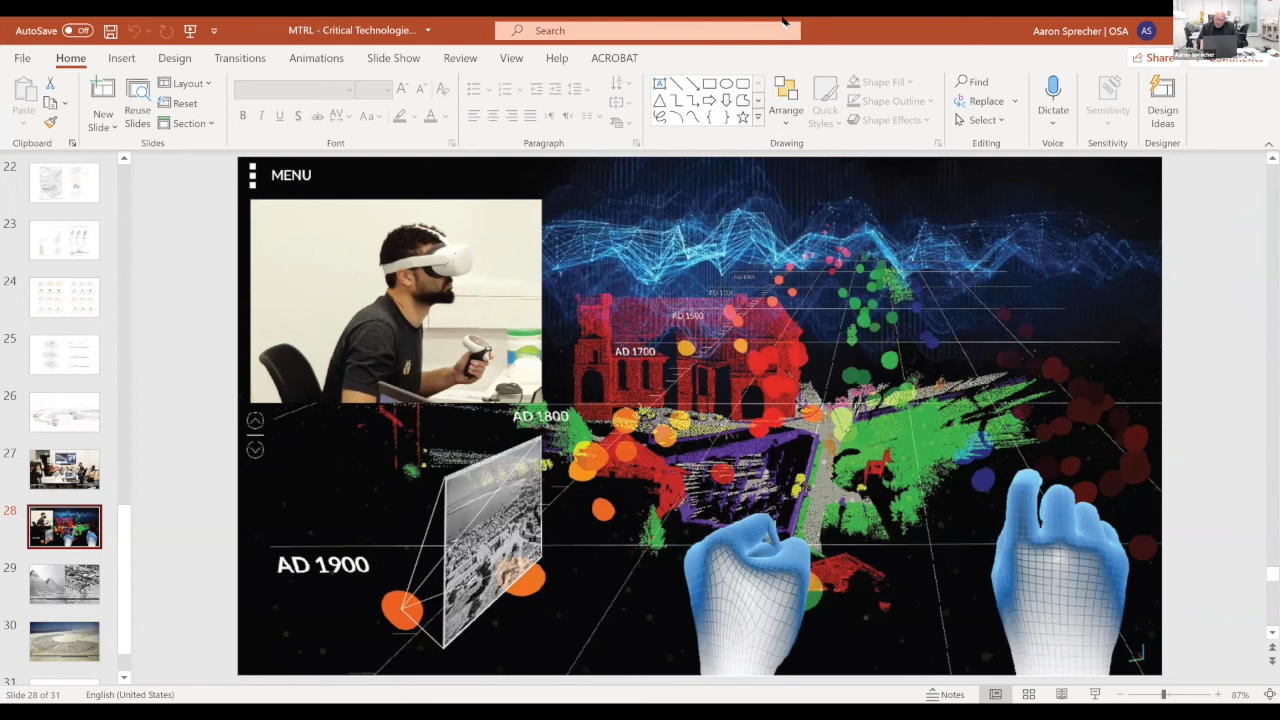 AutoSave
Off
MTRL - Critical Technologie...
Search
Aaron Sprecher | OSA
AS
Aaron Sprecher
File
Home
Insert
Design
Transitions
Animations
Slide Show
Review
View
Help
ACROBAT
Share
Comments
Paste
New
Slide
Reuse
Slides
Layout
Reset
Section
Shape Fill
Shape Outline
Shape Effects
Arrange
Quick
Styles
Find
Replace
Select
Dictate
Sensitivity
Design
Ideas
Clipboard
Slides
Font
Paragraph
Drawing
Editing
Voice
Sensitivity
Designer
22
23
24
25
26
27
28
29
30
31
MENU
AD 1500
AD 1700
AD 1800
AD 1900
Slide 28 of 31
English (United States)
Notes
87%